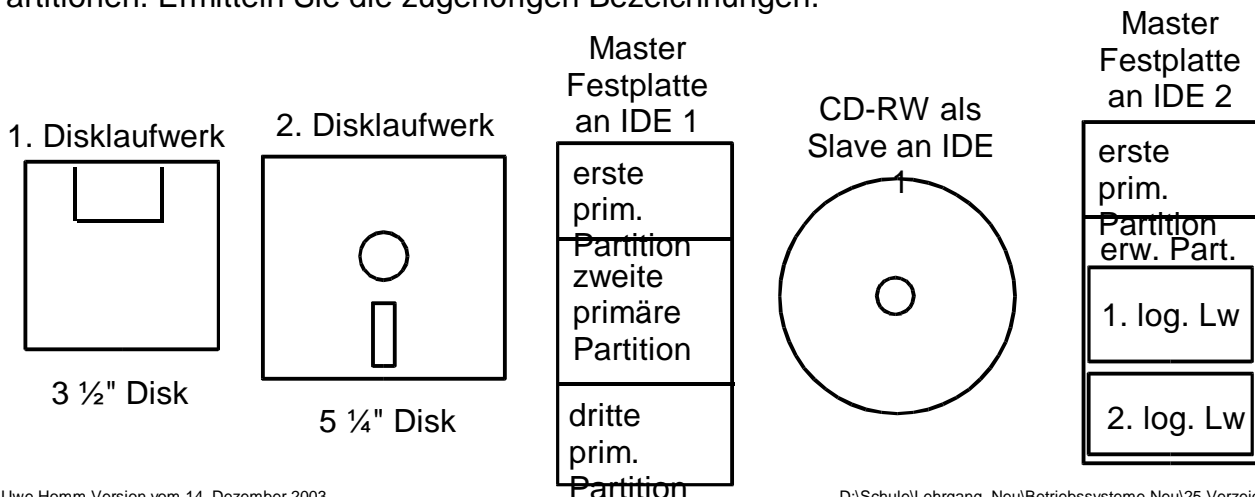 artitionen. Ermitteln Sie die zugehörigen Bezeichnungen.
1. Disklaufwerk
3 ½" Disk
2. Disklaufwerk
5 ¼" Disk
Master
Festplatte
an IDE 1
erste
prim.
Partition
zweite
primäre
Partition
dritte
prim.
Partition
CD-RW als
Slave an IDE
1
Master
Festplatte
an IDE 2
erste
prim.
Partition
erw. Part.
1. log. Lw
2. log. Lw
Uwe Homm Version vom 14. Dezember 2003
D:\Schule\Lehrgang_Neu\Betriebssysteme Neu\25 Verzei